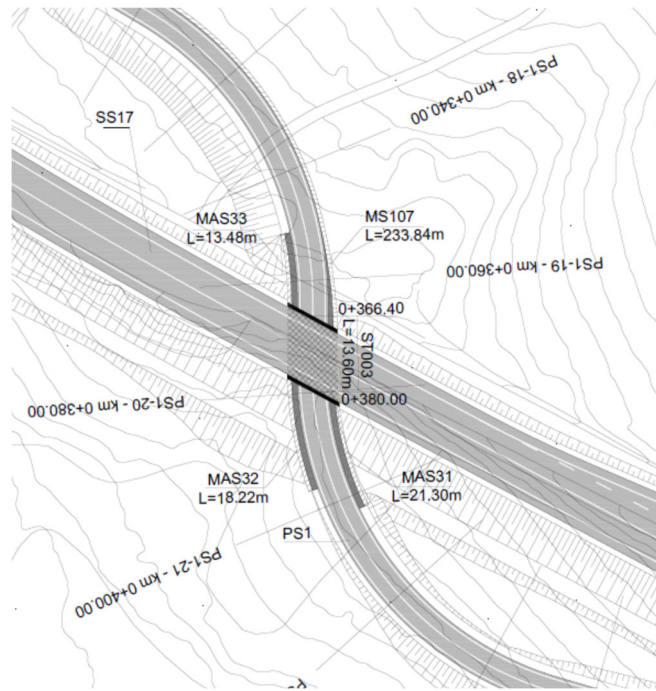 PS1-18 - km 0+340.00
SS17
MAS33
L=13.48m
MS107
L=233.84m
PS1-19 - km 0+360.00
0+366.40
ST003
L=13.60m
0+380.00
PS1-20 - km 0+380.00
MAS32
L=18.22m
MAS31
L=21.30m
PS1
PS1-21 - km 0+400.00